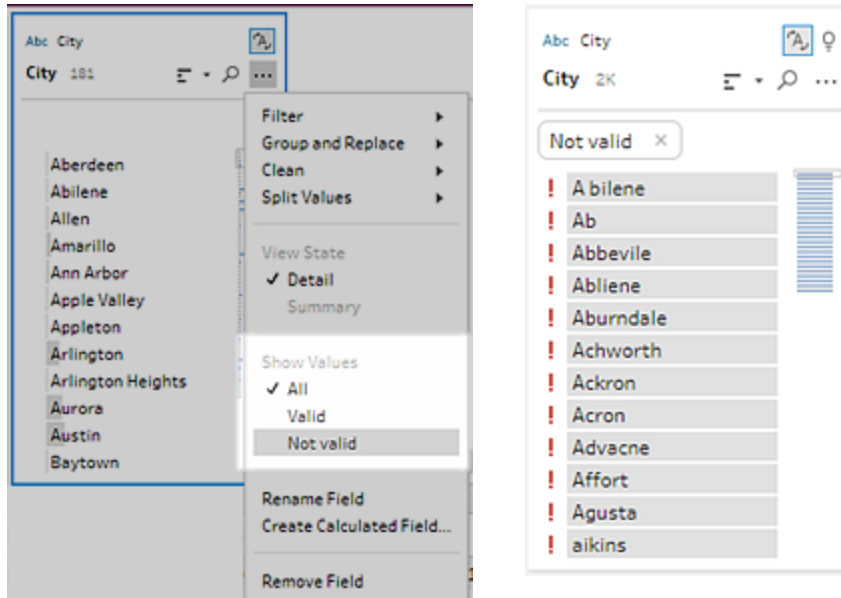 Abc City
City 181
Aberdeen
Abilene
Allen
Amarillo
Ann Arbor
Apple Valley
Appleton
Arlington
Arlington Heights
Aurora
Austin
Baytown
Filter
Group and Replace
Clean
Split Values
View State
✓ Detail
Summary
Show Values
✓ All
Valid
Not valid
Rename Field
Create Calculated Field...
Remove Field
Abc City
City 2K
Not valid ×
! A bilene
! Ab
! Abbevile
! Abliene
! Aburndale
! Achworth
! Ackron
! Acron
! Advacne
! Affort
! Agusta
! aikins